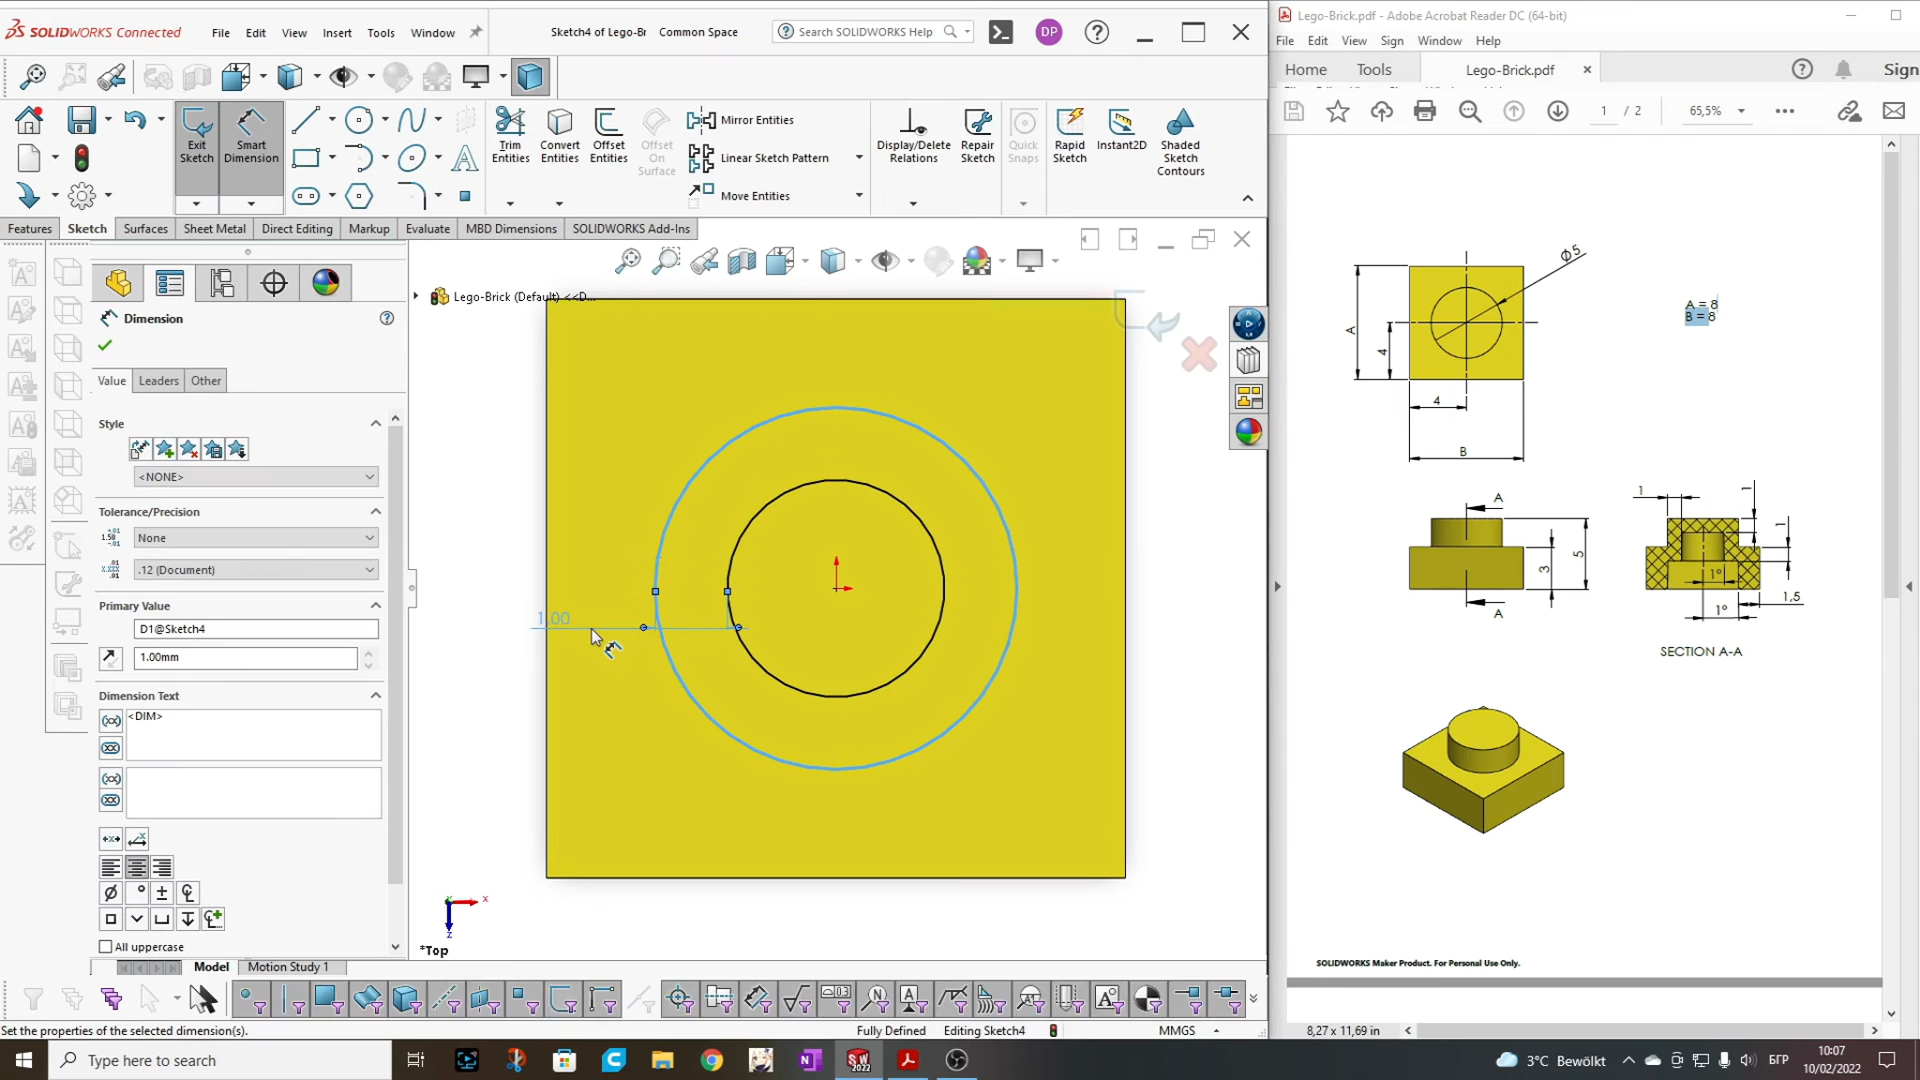 SOLIDWORKS Connected
File Edit View Insert Tools Window
Sketch4 of Lego-Br
Common Space
Search SOLIDWORKS Help
DP
Exit Sketch
Smart Dimension
Trim Entities
Convert Entities
Offset Entities
Offset On Surface
Mirror Entities
Linear Sketch Pattern
Move Entities
Display/Delete Relations
Repair Sketch
Quick Snaps
Rapid Sketch
Instant2D
Shaded Sketch Contours
Features Sketch Surfaces Sheet Metal Direct Editing Markup Evaluate MBD Dimensions SOLIDWORKS Add-Ins
Lego-Brick (Default) <<D...
Dimension
Value Leaders Other
Style
<NONE>
Tolerance/Precision
None
.12 (Document)
Primary Value
D1@Sketch4
1.00mm
Dimension Text
<DIM>
All uppercase
1,00
x
z
*Top
Model Motion Study 1
Set the properties of the selected dimension(s).
Fully Defined
Editing Sketch4
MMGS
Lego-Brick.pdf - Adobe Acrobat Reader DC (64-bit)
File Edit View Sign Window Help
Home Tools Lego-Brick.pdf Sign
1 / 2
65,5%
Ø5
A
4
4
B
A = 8
B = 8
A
A
3
5
1
1
1
1°
1°
1,5
SECTION A-A
SOLIDWORKS Maker Product. For Personal Use Only.
8,27 x 11,69 in
Type here to search
3°C Bewölkt
БГР
10:07
10/02/2022